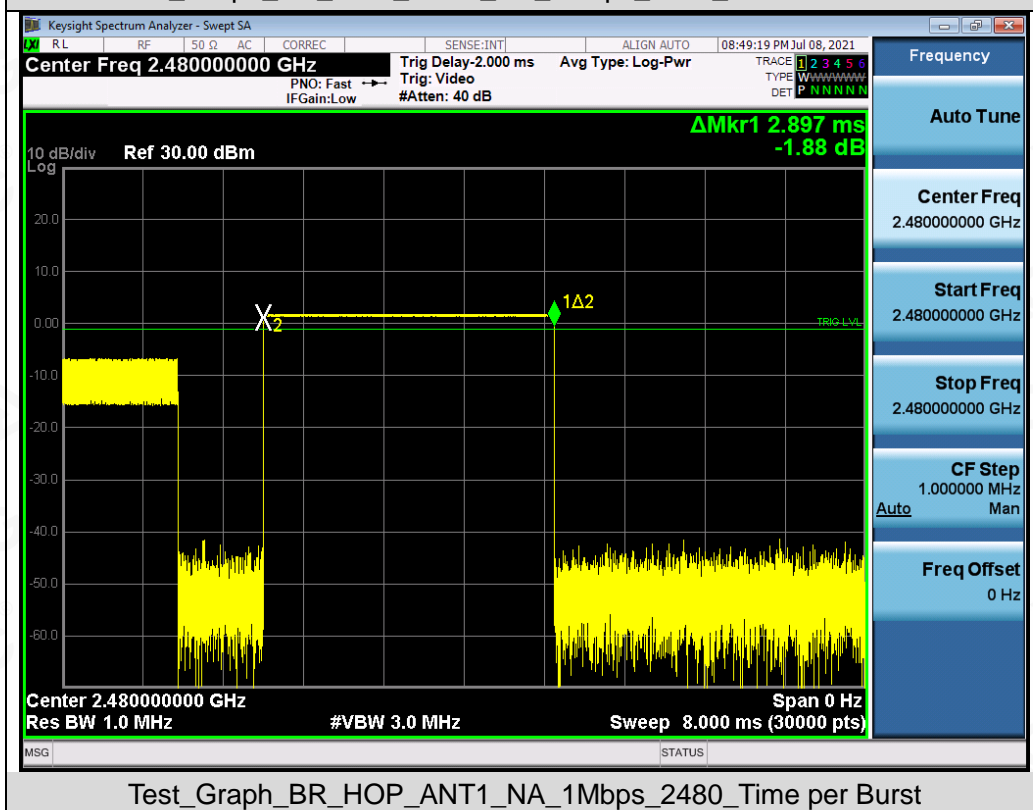 Keysight Spectrum Analyzer - Swept SA
LXI RL RF 50 Ω AC CORREC SENSE:INT ALIGN AUTO 08:49:19 PM Jul 08, 2021
Center Freq 2.480000000 GHz
PNO: Fast
IFGain:Low
Trig Delay-2.000 ms
Trig: Video
#Atten: 40 dB
Avg Type: Log-Pwr
TRACE 1 2 3 4 5 6
TYPE WWWWWW
DET P N N N N N
ΔMkr1 2.897 ms
-1.88 dB
10 dB/div Ref 30.00 dBm
Log
20.0
10.0
0.00
-10.0
-20.0
-30.0
-40.0
-50.0
-60.0
2
1Δ2
TRIG LVL
Center 2.480000000 GHz Span 0 Hz
Res BW 1.0 MHz #VBW 3.0 MHz Sweep 8.000 ms (30000 pts)
MSG STATUS
Frequency
Auto Tune
Center Freq
2.480000000 GHz
Start Freq
2.480000000 GHz
Stop Freq
2.480000000 GHz
CF Step
1.000000 MHz
Auto Man
Freq Offset
0 Hz
Test_Graph_BR_HOP_ANT1_NA_1Mbps_2480_Time per Burst